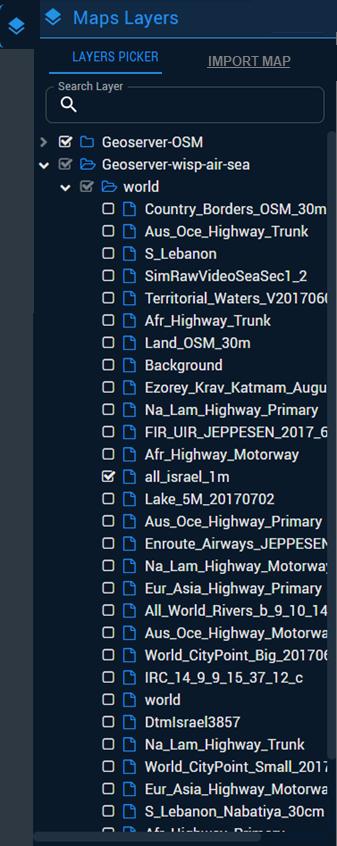 Maps Layers
LAYERS PICKER
IMPORT MAP
Search Layer
Geoserver-OSM
Geoserver-wisp-air-sea
world
Country_Borders_OSM_30m
Aus_Oce_Highway_Trunk
S_Lebanon
SimRawVideoSeaSec1_2
Territorial_Waters_V201706
Afr_Highway_Trunk
Land_OSM_30m
Background
Ezorey_Krav_Katmam_Augu
Na_Lam_Highway_Primary
FIR_UIR_JEPPESEN_2017_6
Afr_Highway_Motorway
all_israel_1m
Lake_5M_20170702
Aus_Oce_Highway_Primary
Enroute_Airways_JEPPESEN
Na_Lam_Highway_Motorway
Eur_Asia_Highway_Primary
All_World_Rivers_b_9_10_14
Aus_Oce_Highway_Motorwa
World_CityPoint_Big_201706
IRC_14_9_9_15_37_12_c
world
DtmIsrael3857
Na_Lam_Highway_Trunk
World_CityPoint_Small_2017
Eur_Asia_Highway_Motorwa
S_Lebanon_Nabatiya_30cm
Afr_Highway_Primary